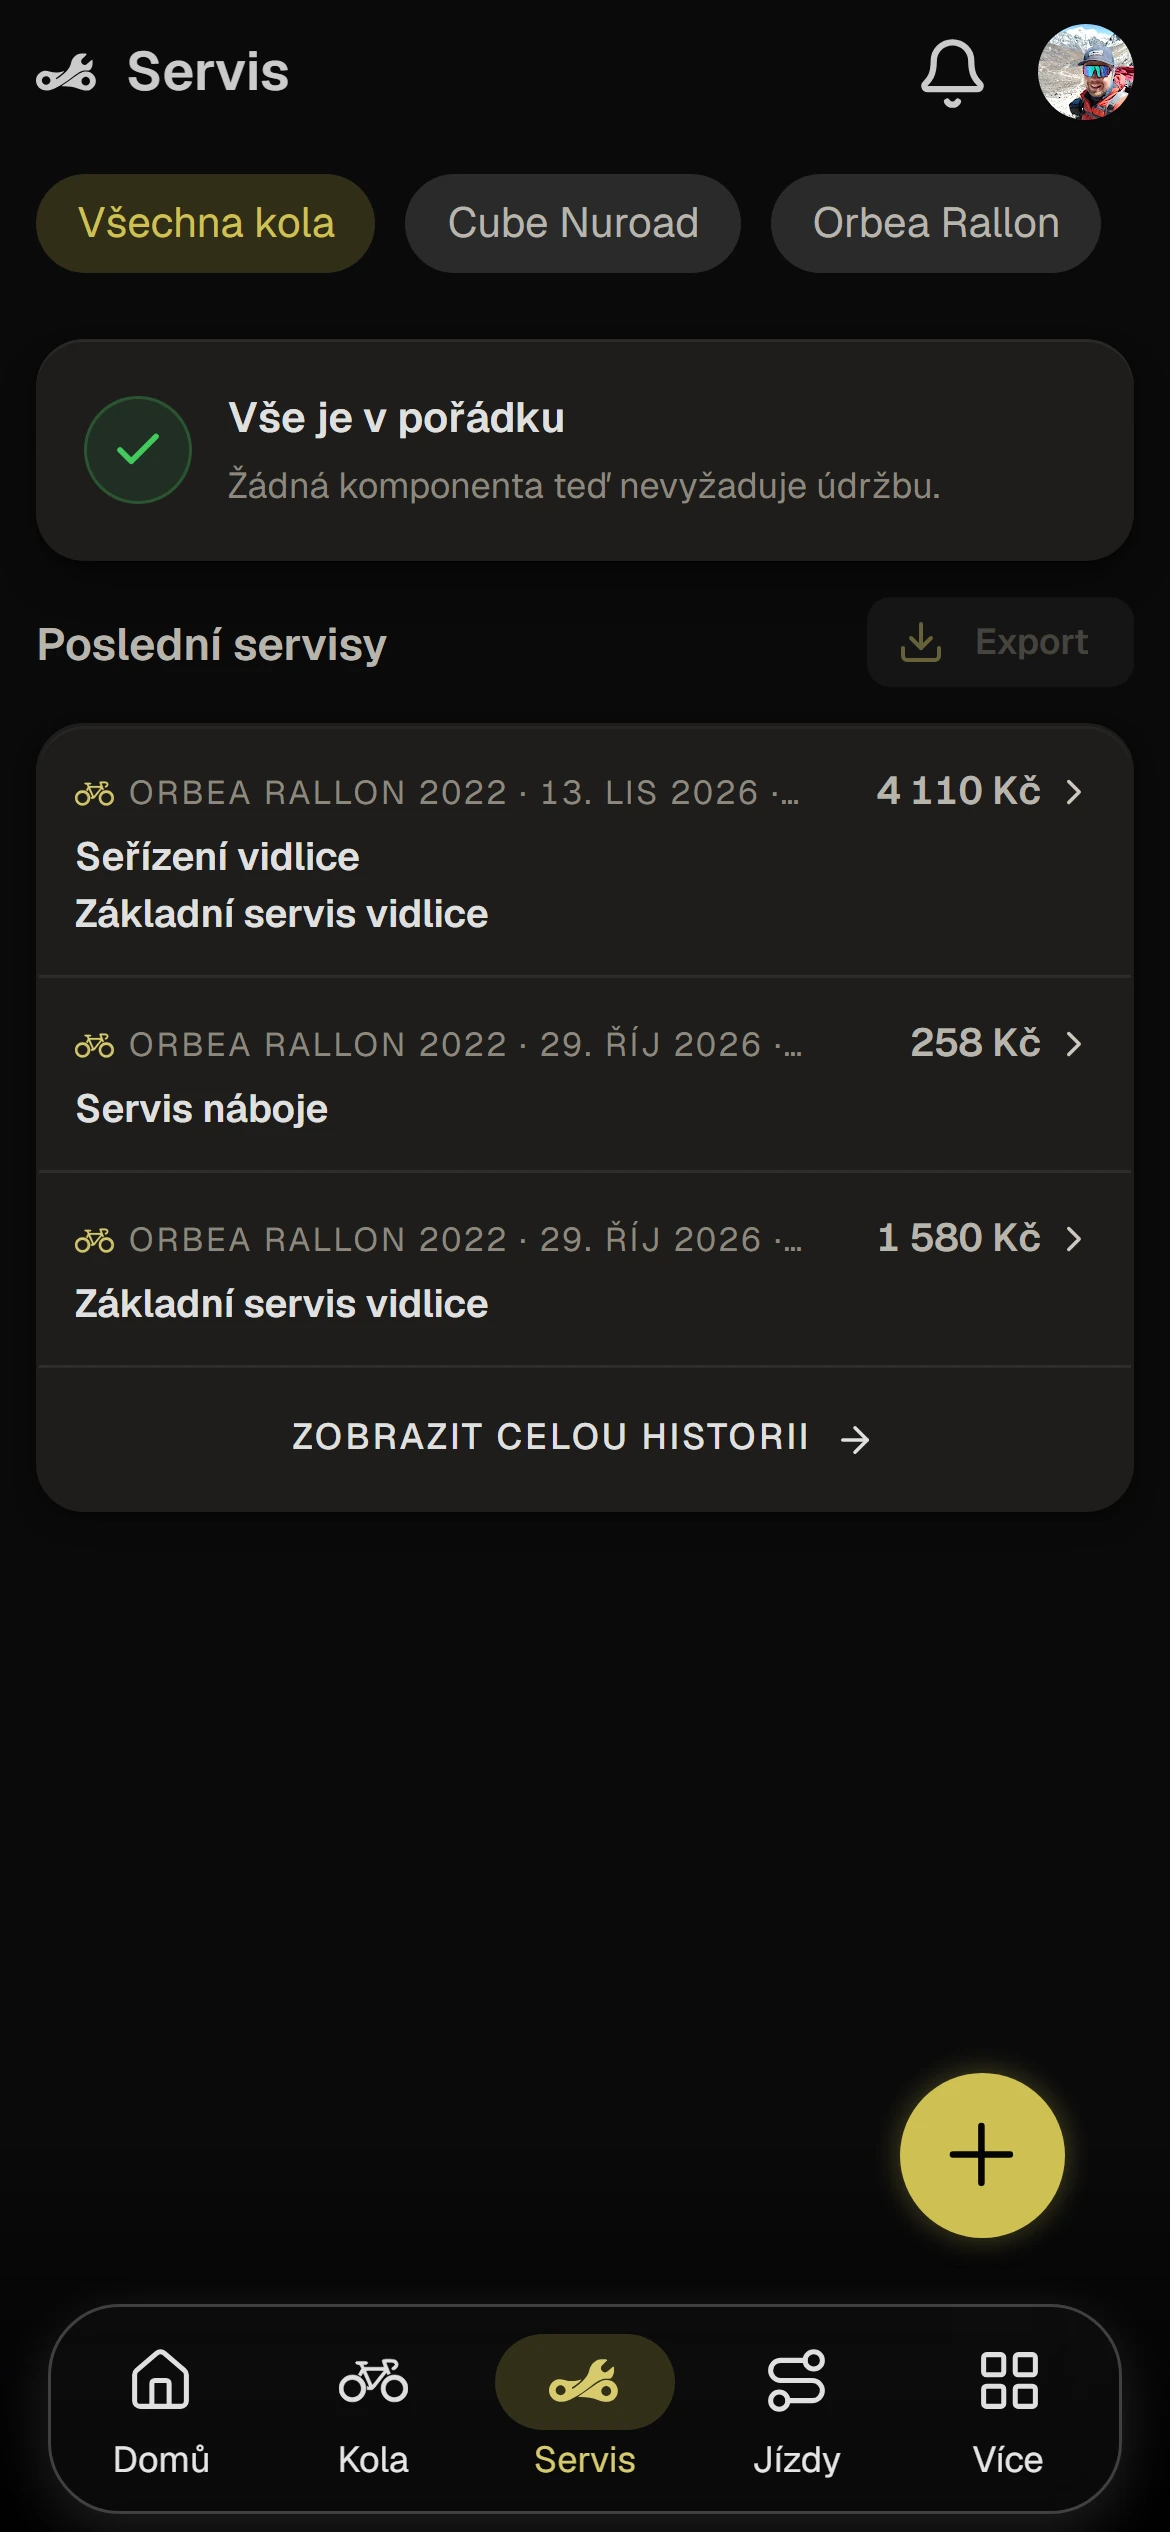 Servis
Všechna kola
Cube Nuroad
Orbea Rallon
Vše je v pořádku
Žádná komponenta teď nevyžaduje údržbu.
Poslední servisy
Export
ORBEA RALLON 2022 · 13. LIS 2026 ·…
4 110 Kč
Seřízení vidlice
Základní servis vidlice
ORBEA RALLON 2022 · 29. ŘÍJ 2026 ·…
258 Kč
Servis náboje
ORBEA RALLON 2022 · 29. ŘÍJ 2026 ·…
1 580 Kč
Základní servis vidlice
ZOBRAZIT CELOU HISTORII
Domů
Kola
Servis
Jízdy
Více